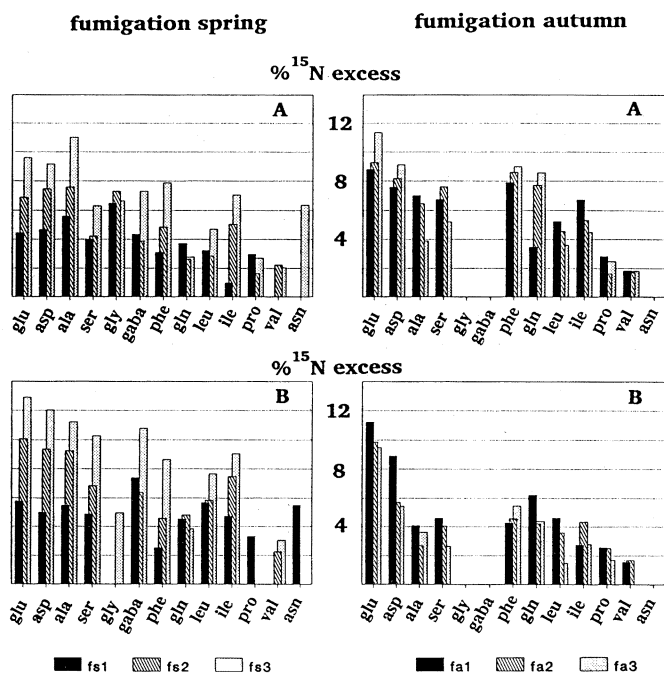 fumigation spring fumigation autumn
% 15N excess
A A
12
8
4
glu asp ala ser gly gaba phe gln leu ile pro val asn
glu asp ala ser gly gaba phe gln leu ile pro val
% 15N excess
B B
12
8
4
glu asp ala ser gly gaba phe gln leu ile pro val asn
glu asp ala ser gly gaba phe gln leu ile pro val asn
fs1 fs2 fs3 fa1 fa2 fa3